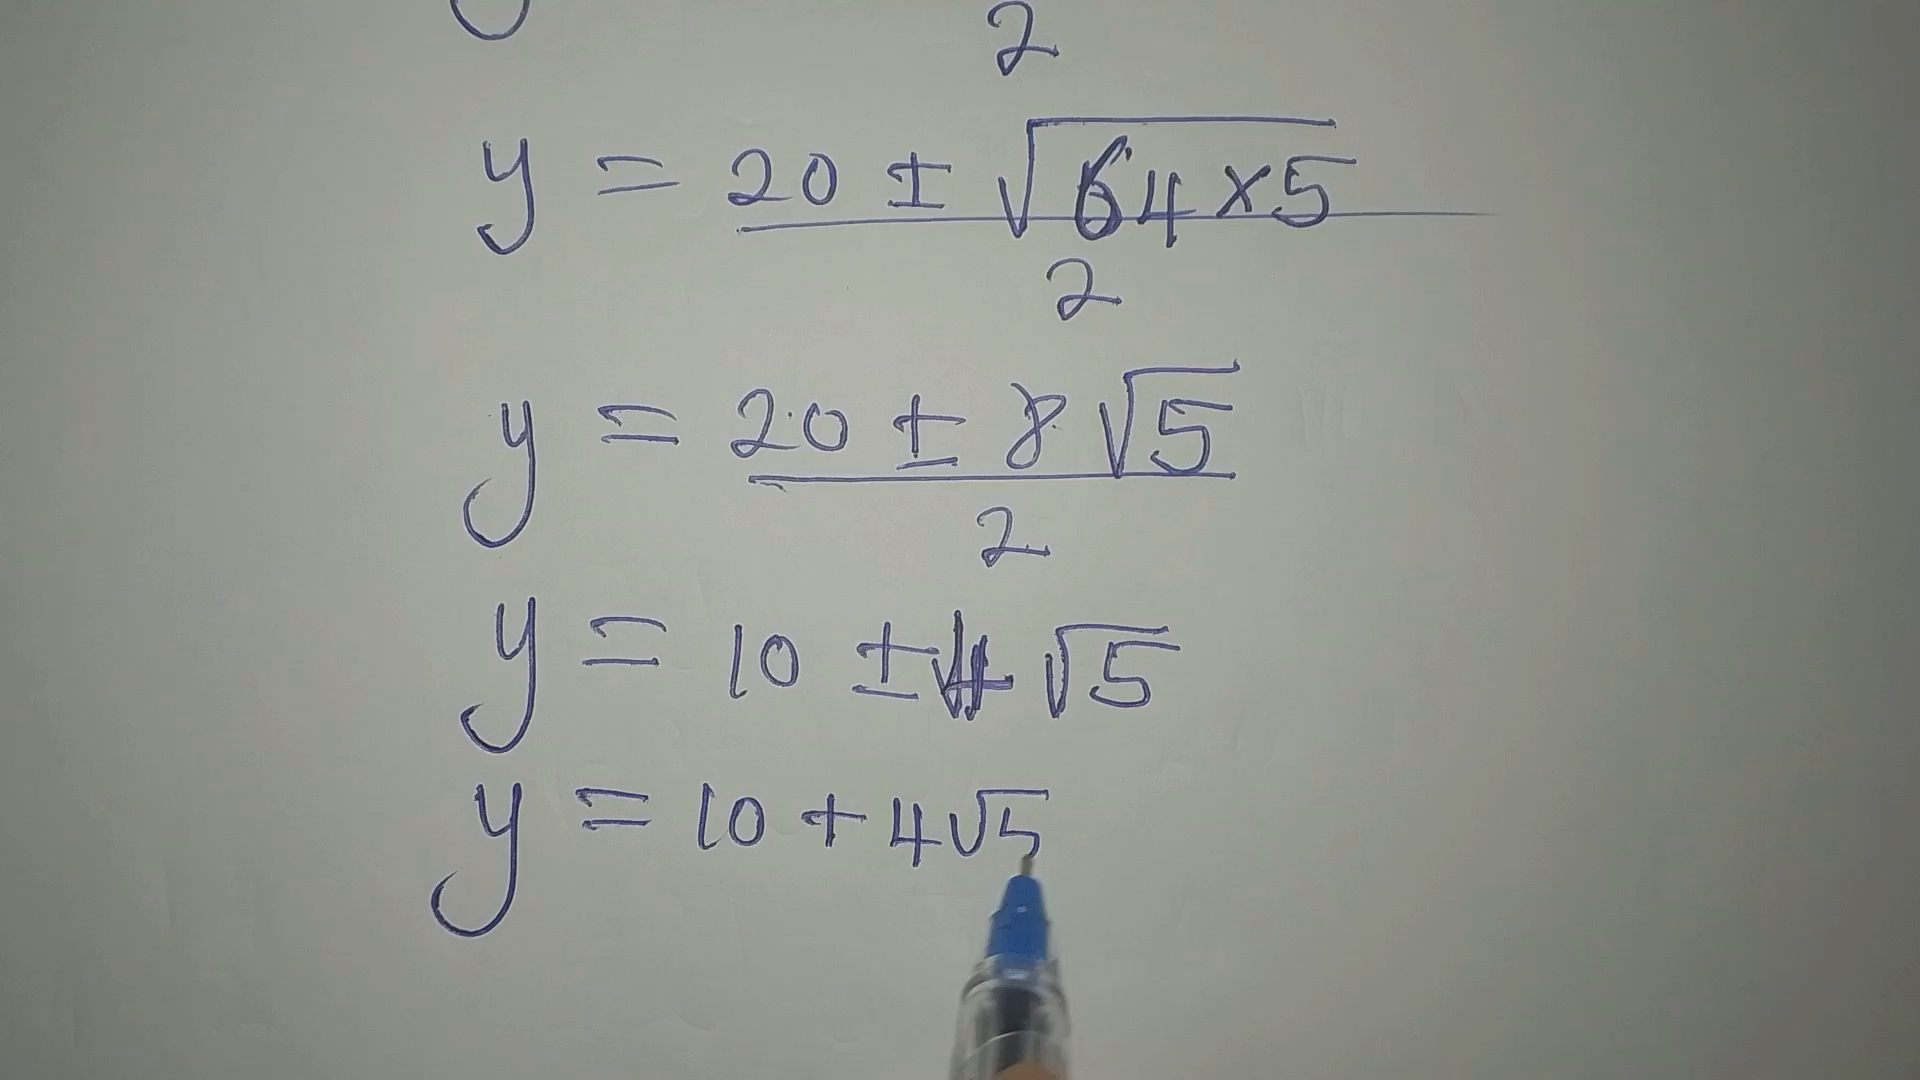 2
y = 20 ± √64×5
2
y = 20 ± 8√5
2
y = 10 ± 4√5
y = 10 + 4√5